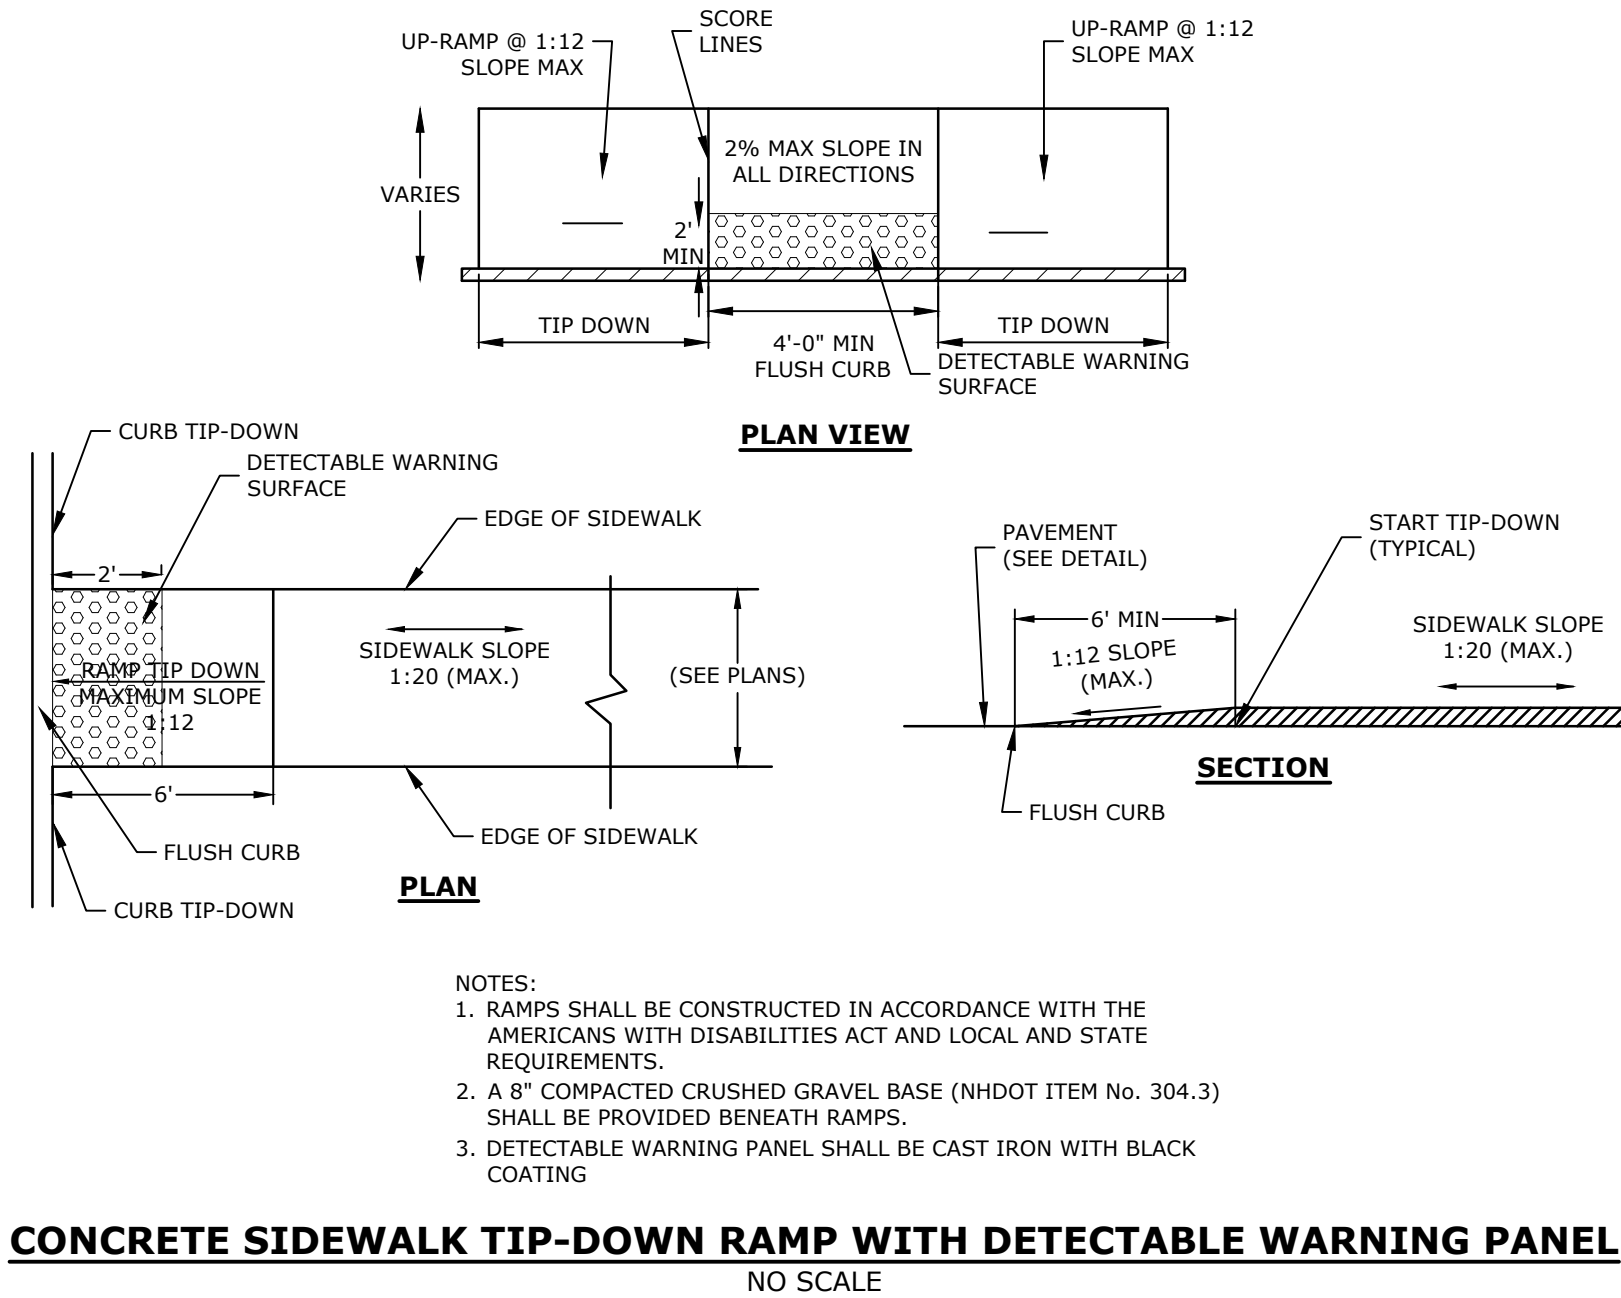 UP-RAMP @ 1:12
SLOPE MAX
SCORE
LINES
UP-RAMP @ 1:12
SLOPE MAX
VARIES
2% MAX SLOPE IN
ALL DIRECTIONS
2'
MIN
TIP DOWN
4'-0" MIN
FLUSH CURB
TIP DOWN
DETECTABLE WARNING
SURFACE
PLAN VIEW
CURB TIP-DOWN
DETECTABLE WARNING
SURFACE
EDGE OF SIDEWALK
2'
RAMP TIP DOWN
MAXIMUM SLOPE
1:12
SIDEWALK SLOPE
1:20 (MAX.)
(SEE PLANS)
6'
FLUSH CURB
EDGE OF SIDEWALK
CURB TIP-DOWN
PLAN
PAVEMENT
(SEE DETAIL)
START TIP-DOWN
(TYPICAL)
6' MIN
1:12 SLOPE
(MAX.)
SIDEWALK SLOPE
1:20 (MAX.)
SECTION
FLUSH CURB
NOTES:
1. RAMPS SHALL BE CONSTRUCTED IN ACCORDANCE WITH THE
AMERICANS WITH DISABILITIES ACT AND LOCAL AND STATE
REQUIREMENTS.
2. A 8" COMPACTED CRUSHED GRAVEL BASE (NHDOT ITEM No. 304.3)
SHALL BE PROVIDED BENEATH RAMPS.
3. DETECTABLE WARNING PANEL SHALL BE CAST IRON WITH BLACK
COATING
CONCRETE SIDEWALK TIP-DOWN RAMP WITH DETECTABLE WARNING PANEL
NO SCALE